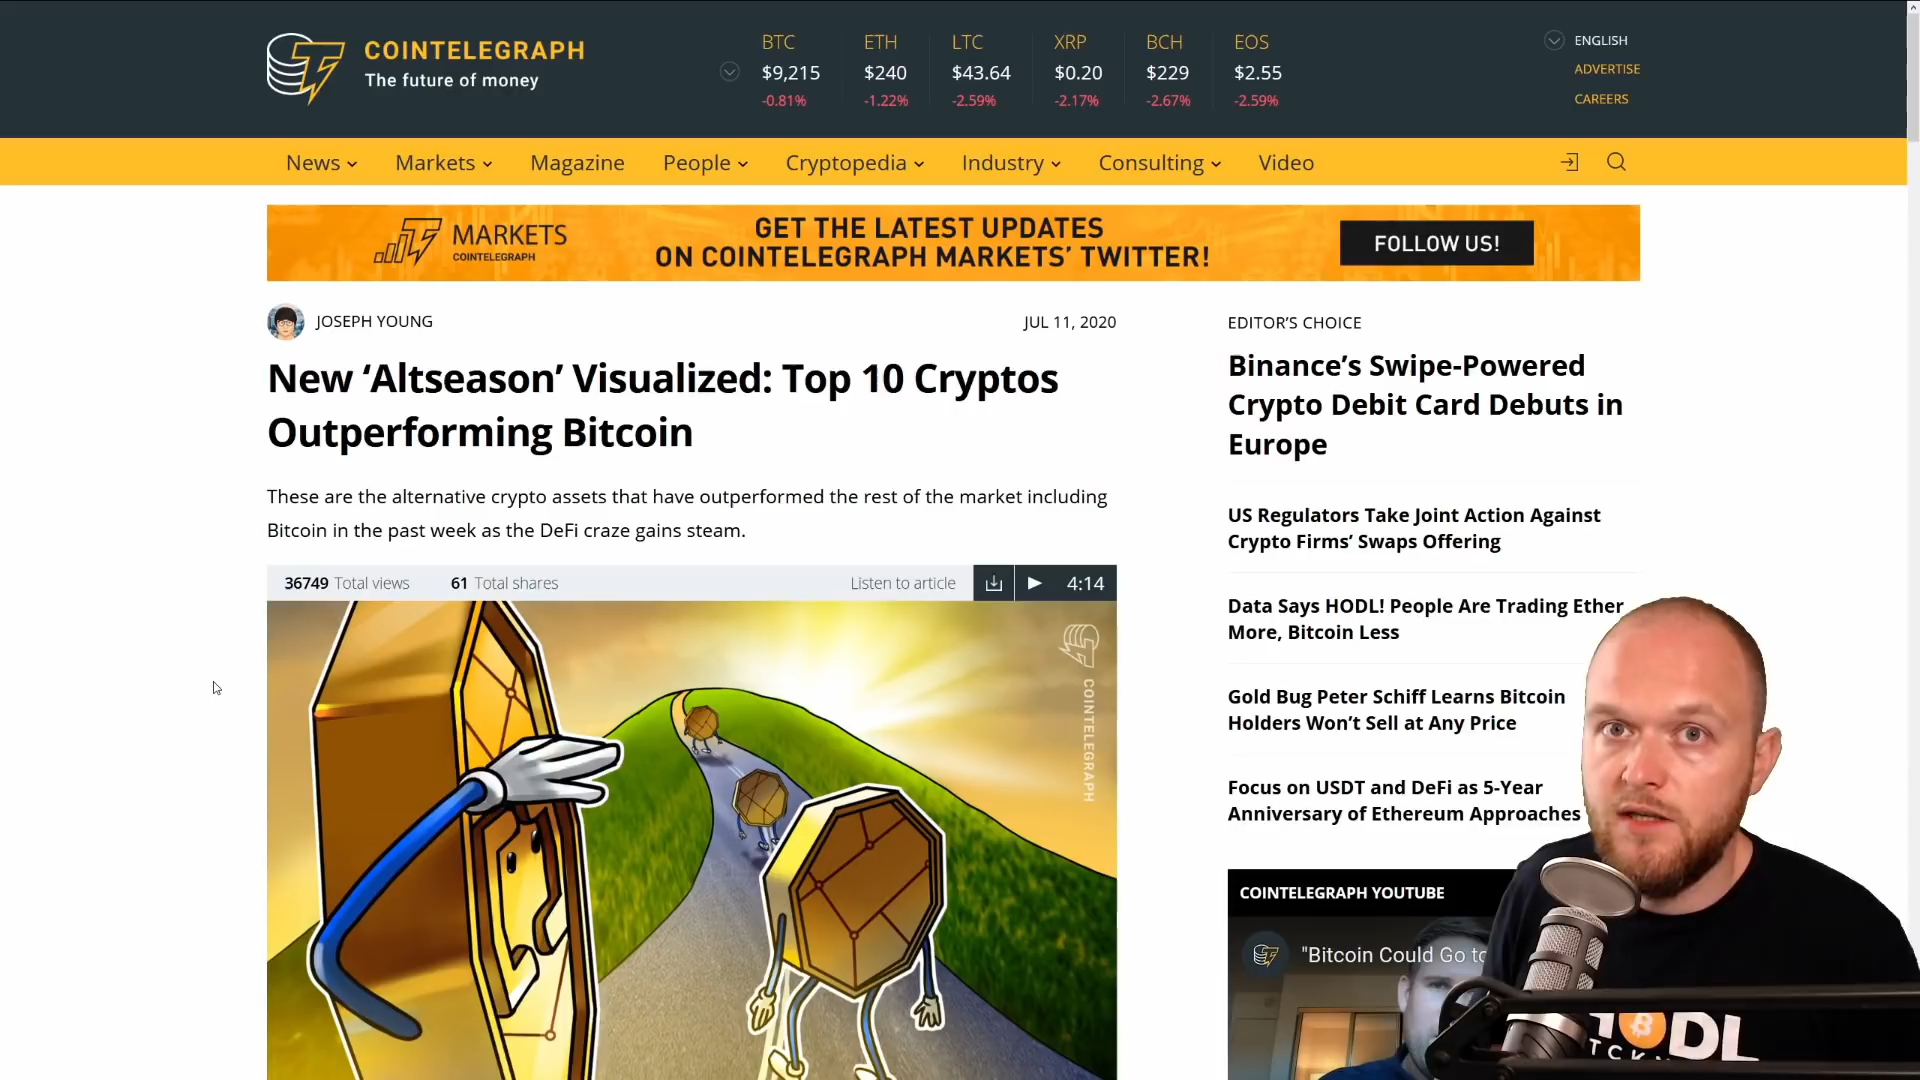 COINTELEGRAPH
The future of money
BTC
$9,215
-0.81%
ETH
$240
-1.22%
LTC
$43.64
-2.59%
XRP
$0.20
-2.17%
BCH
$229
-2.67%
EOS
$2.55
-2.59%
ENGLISH
ADVERTISE
CAREERS
News
Markets
Magazine
People
Cryptopedia
Industry
Consulting
Video
MARKETS
COINTELEGRAPH
GET THE LATEST UPDATES
ON COINTELEGRAPH MARKETS' TWITTER!
FOLLOW US!
JOSEPH YOUNG
JUL 11, 2020
New ‘Altseason’ Visualized: Top 10 Cryptos
Outperforming Bitcoin
These are the alternative crypto assets that have outperformed the rest of the market including
Bitcoin in the past week as the DeFi craze gains steam.
36749 Total views
61 Total shares
Listen to article
4:14
COINTELEGRAPH
EDITOR’S CHOICE
Binance’s Swipe-Powered
Crypto Debit Card Debuts in
Europe
US Regulators Take Joint Action Against
Crypto Firms’ Swaps Offering
Data Says HODL! People Are Trading Ether
More, Bitcoin Less
Gold Bug Peter Schiff Learns Bitcoin
Holders Won’t Sell at Any Price
Focus on USDT and DeFi as 5-Year
Anniversary of Ethereum Approaches
COINTELEGRAPH YOUTUBE
"Bitcoin Could Go to
HODL